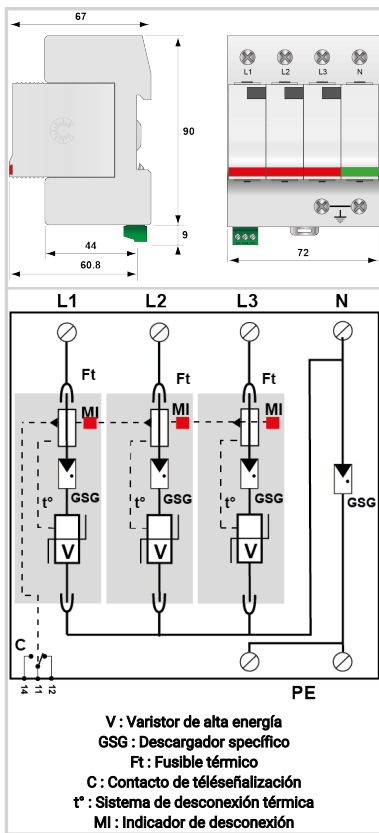 67
L1 L2 L3 N
90
9
44
60.8
72
L1 L2 L3 N
Ft Ft Ft
MI MI MI
GSG GSG GSG GSG
t° t° t°
V V V
C
14 11 12
PE
V : Varistor de alta energía
GSG : Descargador specífico
Ft : Fusible térmico
C : Contacto de téléseñalización
t° : Sistema de desconexión térmica
MI : Indicador de desconexión